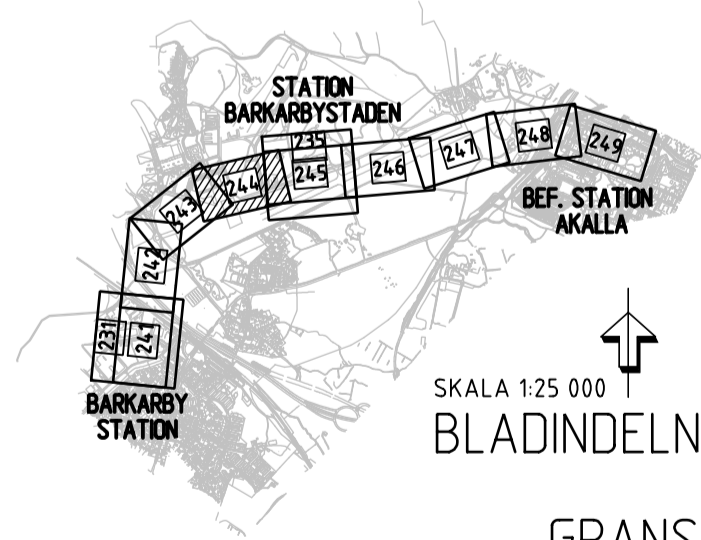 STATION
BARKARBYSTADEN
235
245
246
247
248
249
244
243
242
231
241
BEF. STATION
AKALLA
BARKARBY
STATION
SKALA 1:25 000
BLADINDELN
GRANS